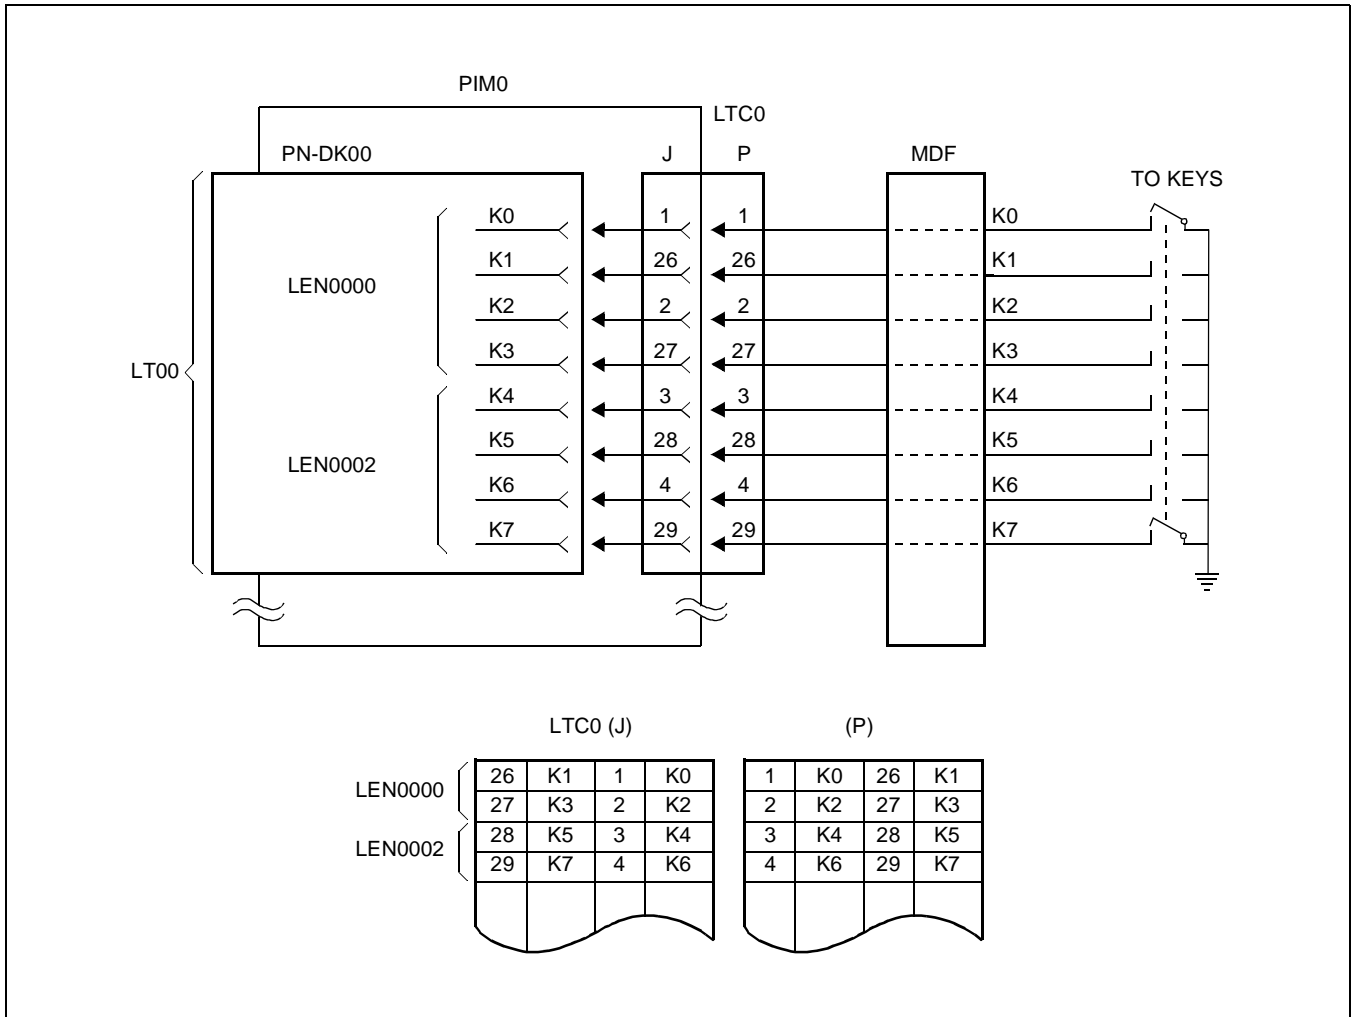 PIM0
LTC0
PN-DK00 J P MDF
TO KEYS
K0 1 1 K0
K1 26 26 K1
LEN0000
K2 2 2 K2
K3 27 27 K3
LT00
K4 3 3 K4
K5 28 28 K5
LEN0002
K6 4 4 K6
K7 29 29 K7
LTC0 (J) (P)
LEN0000
26 K1 1 K0 1 K0 26 K1
27 K3 2 K2 2 K2 27 K3
LEN0002
28 K5 3 K4 3 K4 28 K5
29 K7 4 K6 4 K6 29 K7